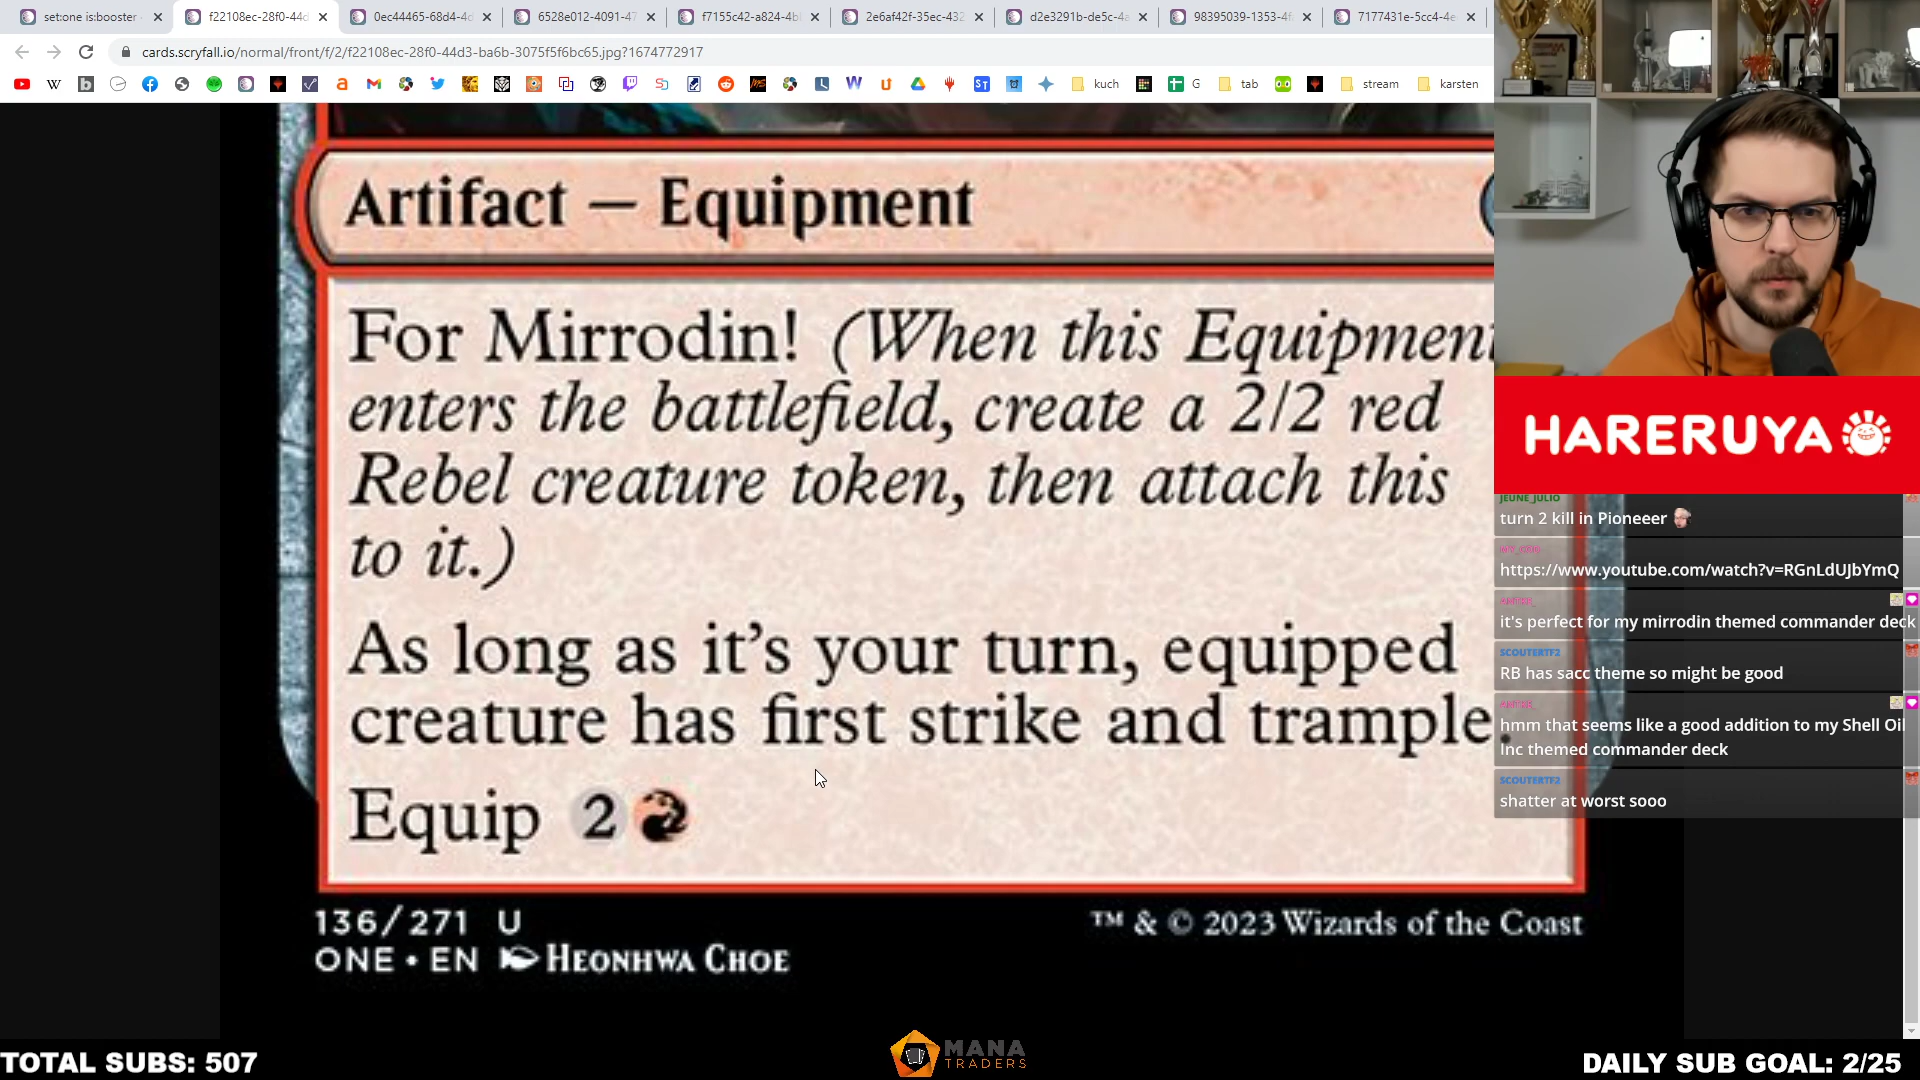 set:one is:booster
f22108ec-28f0-44d
0ec44465-68d4-4d
6528e012-4091-47
f7155c42-a824-4b
2e6af42f-35ec-432
d2e3291b-de5c-4a
98395039-1353-4f
7177431e-5cc4-4e
cards.scryfall.io/normal/front/f/2/f22108ec-28f0-44d3-ba6b-3075f5f6bc65.jpg?1674772917
kuch
G
tab
stream
karsten
Artifact — Equipment
For Mirrodin! (When this Equipment
enters the battlefield, create a 2/2 red
Rebel creature token, then attach this
to it.)
As long as it's your turn, equipped
creature has first strike and trample.
Equip 2
136/271 U
ONE • EN HEONHWA CHOE
™ & © 2023 Wizards of the Coast
HARERUYA
JEUNE_JULIO
turn 2 kill in Pioneeer
https://www.youtube.com/watch?v=RGnLdUJbYmQ
it's perfect for my mirrodin themed commander deck
SCOUTERTF2
RB has sacc theme so might be good
hmm that seems like a good addition to my Shell Oil
Inc themed commander deck
SCOUTERTF2
shatter at worst sooo
TOTAL SUBS: 507
MANA
TRADERS
DAILY SUB GOAL: 2/25